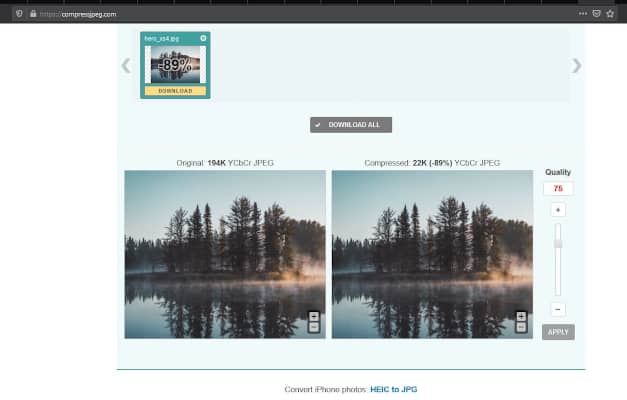 https://compressjpeg.com
hero_xs4.jpg
-89%
DOWNLOAD
DOWNLOAD ALL
Original: 194K YCbCr JPEG
Compressed: 22K (-89%) YCbCr JPEG
Quality
75
+
−
+
−
+
−
APPLY
Convert iPhone photos: HEIC to JPG